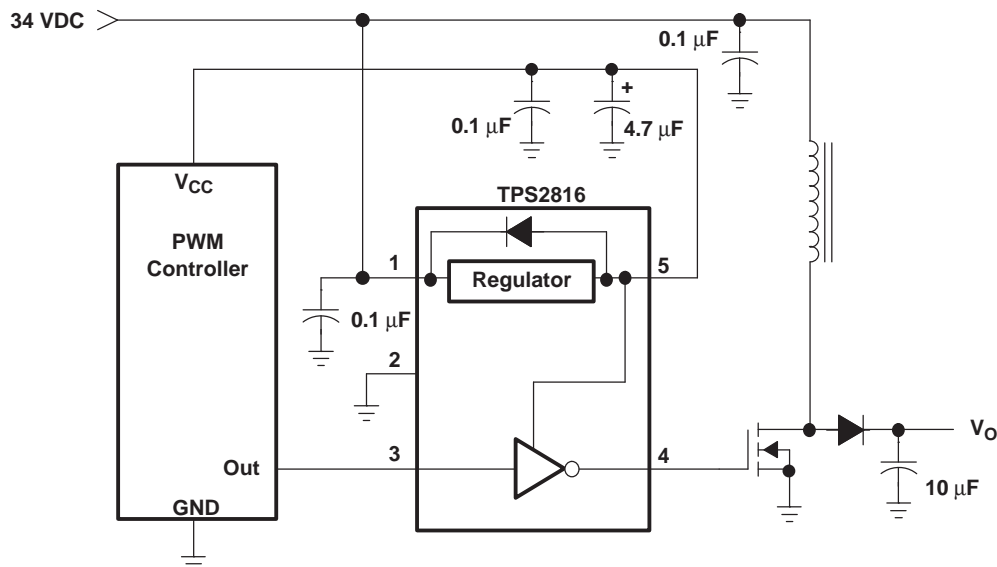 34 VDC
0.1 μF
0.1 μF
+
4.7 μF
VCC
TPS2816
PWM
Controller
1
Regulator
5
0.1 μF
2
3
4
Out
VO
10 μF
GND